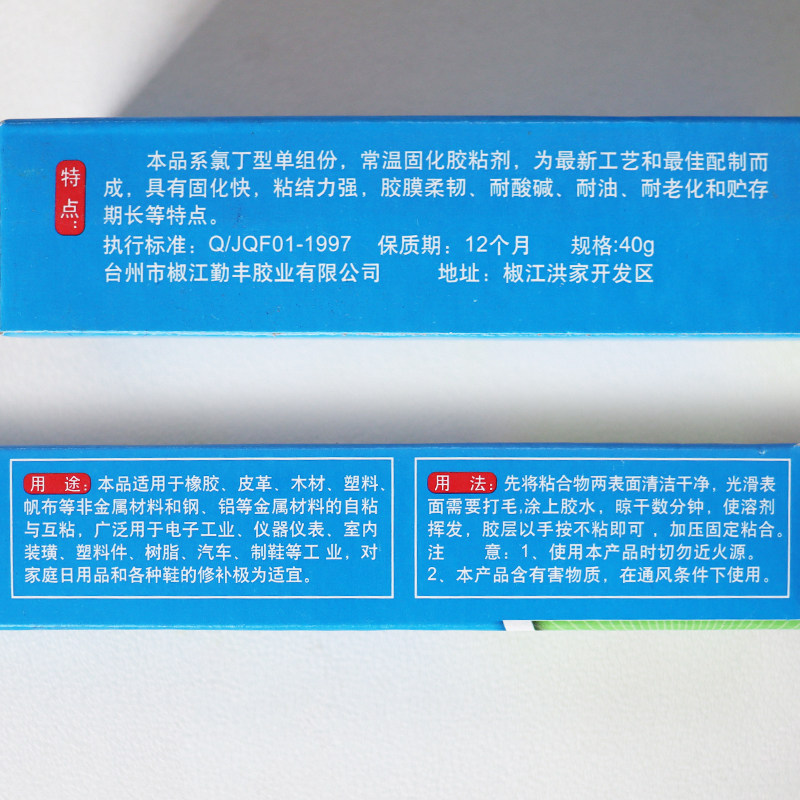 特点:
本品系氯丁型单组份，常温固化胶粘剂，为最新工艺和最佳配制而
成，具有固化快，粘结力强，胶膜柔韧、耐酸碱、耐油、耐老化和贮存
期长等特点。
执行标准：Q/JQF01-1997 保质期：12个月 规格:40g
台州市椒江勤丰胶业有限公司 地址：椒江洪家开发区
用 途:本品适用于橡胶、皮革、木材、塑料、
帆布等非金属材料和钢、铝等金属材料的自粘
与互粘，广泛用于电子工业、仪器仪表、室内
装璜、塑料件、树脂、汽车、制鞋等工业，对
家庭日用品和各种鞋的修补极为适宜。
用 法:先将粘合物两表面清洁干净，光滑表
面需要打毛,涂上胶水，晾干数分钟，使溶剂
挥发，胶层以手按不粘即可，加压固定粘合。
注 意:1、使用本产品时切勿近火源。
2、本产品含有害物质，在通风条件下使用。